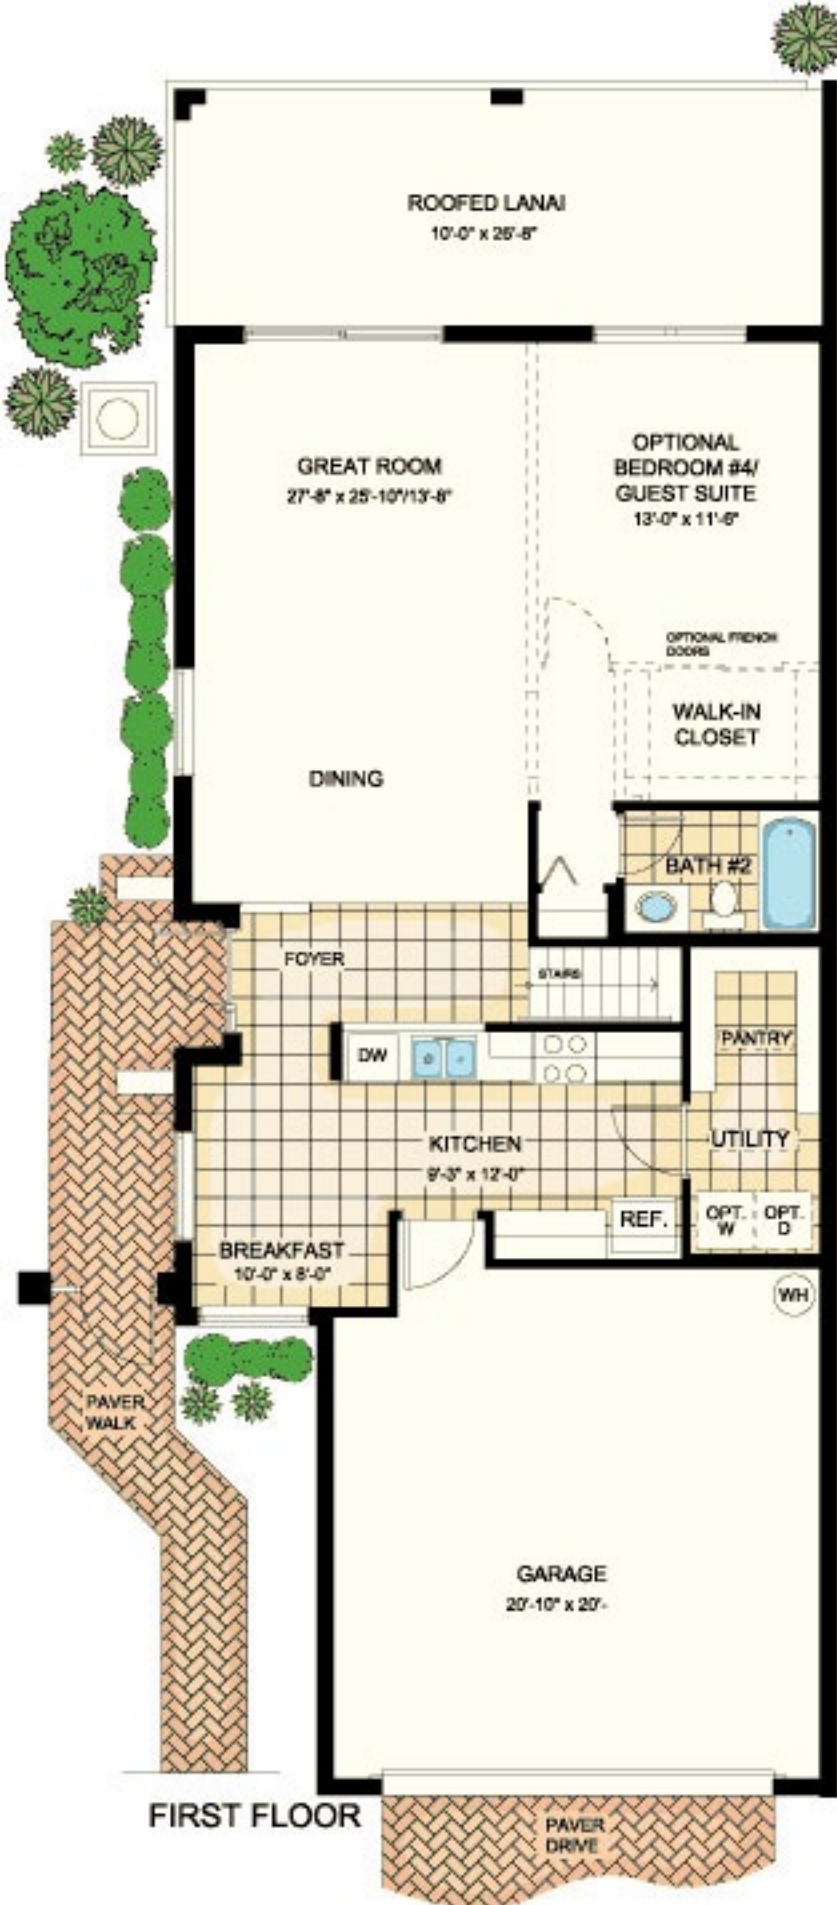 ROOFED LANAI
10'-0" x 26'-8"
GREAT ROOM
27'-8" x 25'-10"/13'-8"
OPTIONAL
BEDROOM #4/
GUEST SUITE
13'-0" x 11'-6"
OPTIONAL FRENCH
DOORS
WALK-IN
CLOSET
DINING
BATH #2
FOYER
STAIRS
DW
PANTRY
KITCHEN
9'-3" x 12'-0"
UTILITY
REF.
OPT.
W
OPT.
D
BREAKFAST
10'-0" x 8'-0"
WH
PAVER
WALK
GARAGE
20'-10" x 20'-
FIRST FLOOR
PAVER
DRIVE